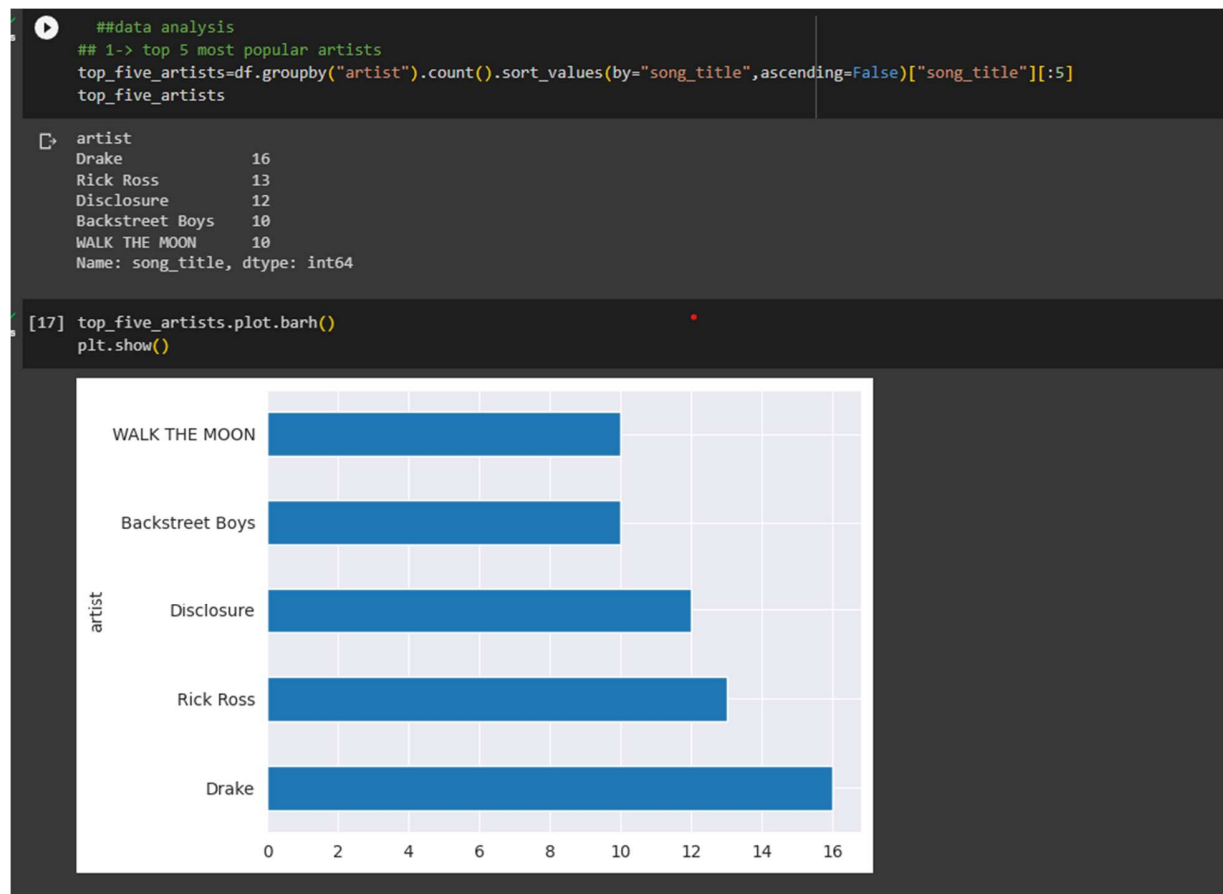 ##data analysis
## 1-> top 5 most popular artists
top_five_artists=df.groupby("artist").count().sort_values(by="song_title",ascending=False)["song_title"][:5]
top_five_artists
artist
Drake 16
Rick Ross 13
Disclosure 12
Backstreet Boys 10
WALK THE MOON 10
Name: song_title, dtype: int64
[17] top_five_artists.plot.barh()
plt.show()
WALK THE MOON
Backstreet Boys
Disclosure
artist
Rick Ross
Drake
0 2 4 6 8 10 12 14 16